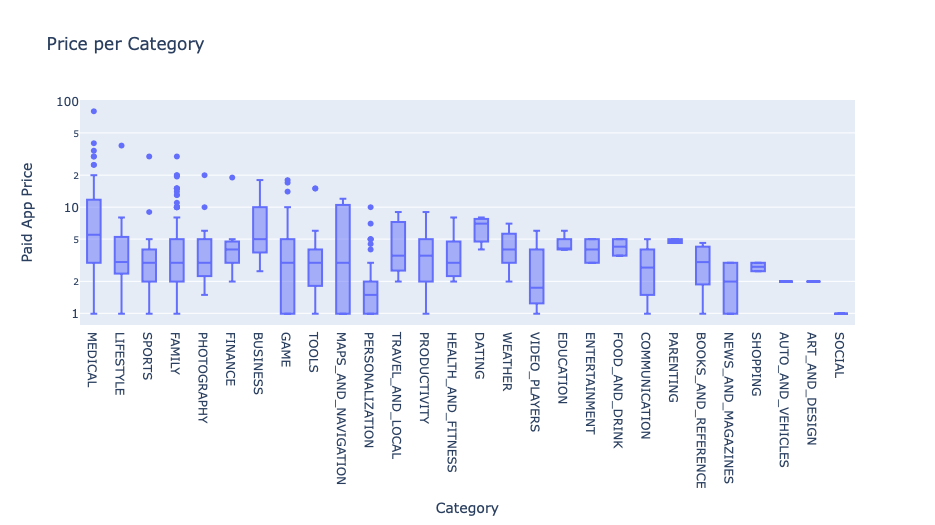 Price per Category
Paid App Price
100
5
2
10
5
2
1
MEDICAL
LIFESTYLE
SPORTS
FAMILY
PHOTOGRAPHY
FINANCE
BUSINESS
GAME
TOOLS
MAPS_AND_NAVIGATION
PERSONALIZATION
TRAVEL_AND_LOCAL
PRODUCTIVITY
HEALTH_AND_FITNESS
DATING
WEATHER
VIDEO_PLAYERS
EDUCATION
ENTERTAINMENT
FOOD_AND_DRINK
COMMUNICATION
PARENTING
BOOKS_AND_REFERENCE
NEWS_AND_MAGAZINES
SHOPPING
AUTO_AND_VEHICLES
ART_AND_DESIGN
SOCIAL
Category